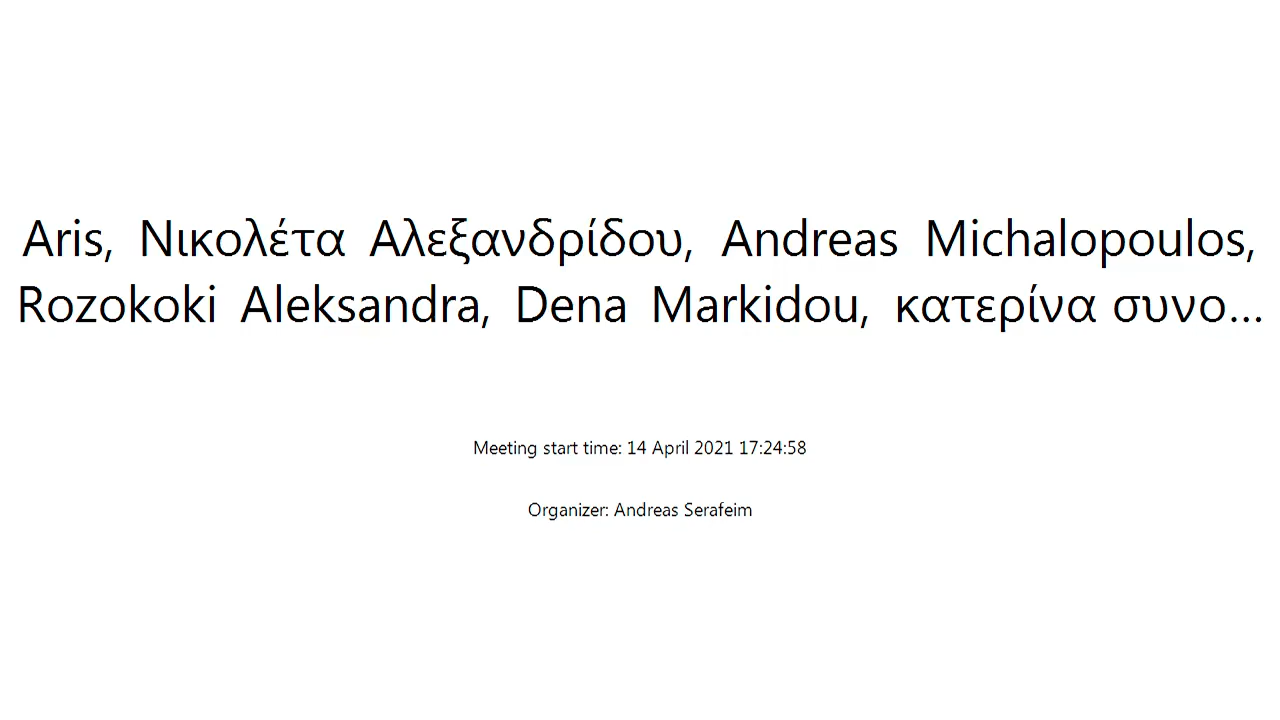 Aris, Νικολέτα Αλεξανδρίδου, Andreas Michalopoulos,
Rozokoki Aleksandra, Dena Markidou, κατερίνα συνο...
Meeting start time: 14 April 2021 17:24:58
Organizer: Andreas Serafeim